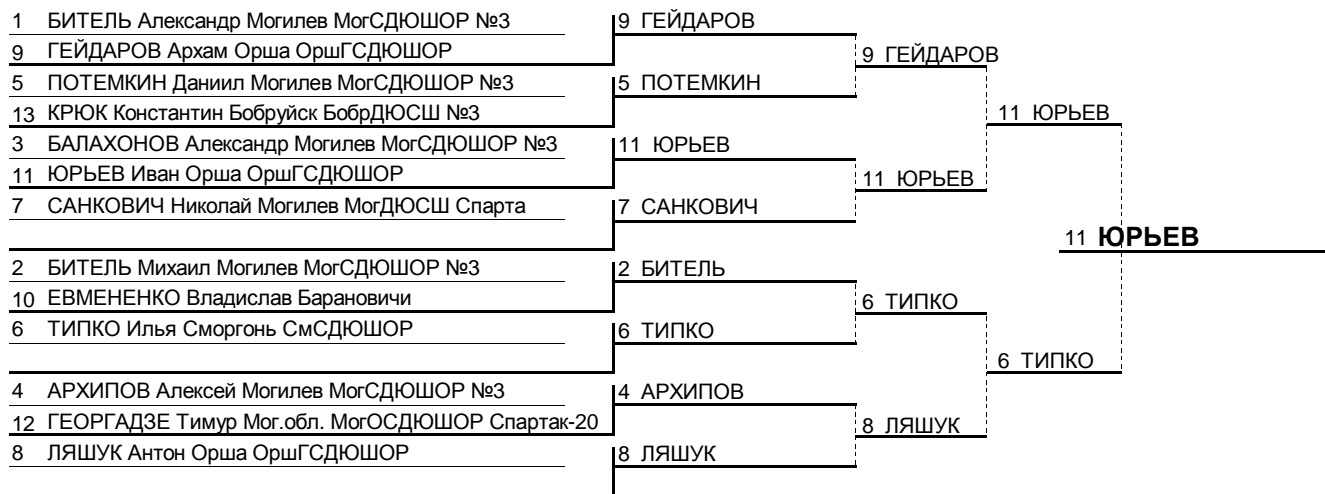 1 БИТЕЛЬ Александр Могилев МогСДЮШОР №3
9 ГЕЙДАРОВ
9 ГЕЙДАРОВ Архам Орша ОршГСДЮШОР
9 ГЕЙДАРОВ
5 ПОТЕМКИН Даниил Могилев МогСДЮШОР №3
5 ПОТЕМКИН
13 КРЮК Константин Бобруйск БобрДЮСШ №3
11 ЮРЬЕВ
3 БАЛАХОНОВ Александр Могилев МогСДЮШОР №3
11 ЮРЬЕВ
11 ЮРЬЕВ Иван Орша ОршГСДЮШОР
11 ЮРЬЕВ
7 САНКОВИЧ Николай Могилев МогДЮСШ Спарта
7 САНКОВИЧ
11 ЮРЬЕВ
2 БИТЕЛЬ Михаил Могилев МогСДЮШОР №3
2 БИТЕЛЬ
10 ЕВМЕНЕНКО Владислав Барановичи
6 ТИПКО
6 ТИПКО Илья Сморгонь СмСДЮШОР
6 ТИПКО
6 ТИПКО
4 АРХИПОВ Алексей Могилев МогСДЮШОР №3
4 АРХИПОВ
12 ГЕОРГАДЗЕ Тимур Мог.обл. МогОСДЮШОР Спартак-20
8 ЛЯШУК
8 ЛЯШУК Антон Орша ОршГСДЮШОР
8 ЛЯШУК